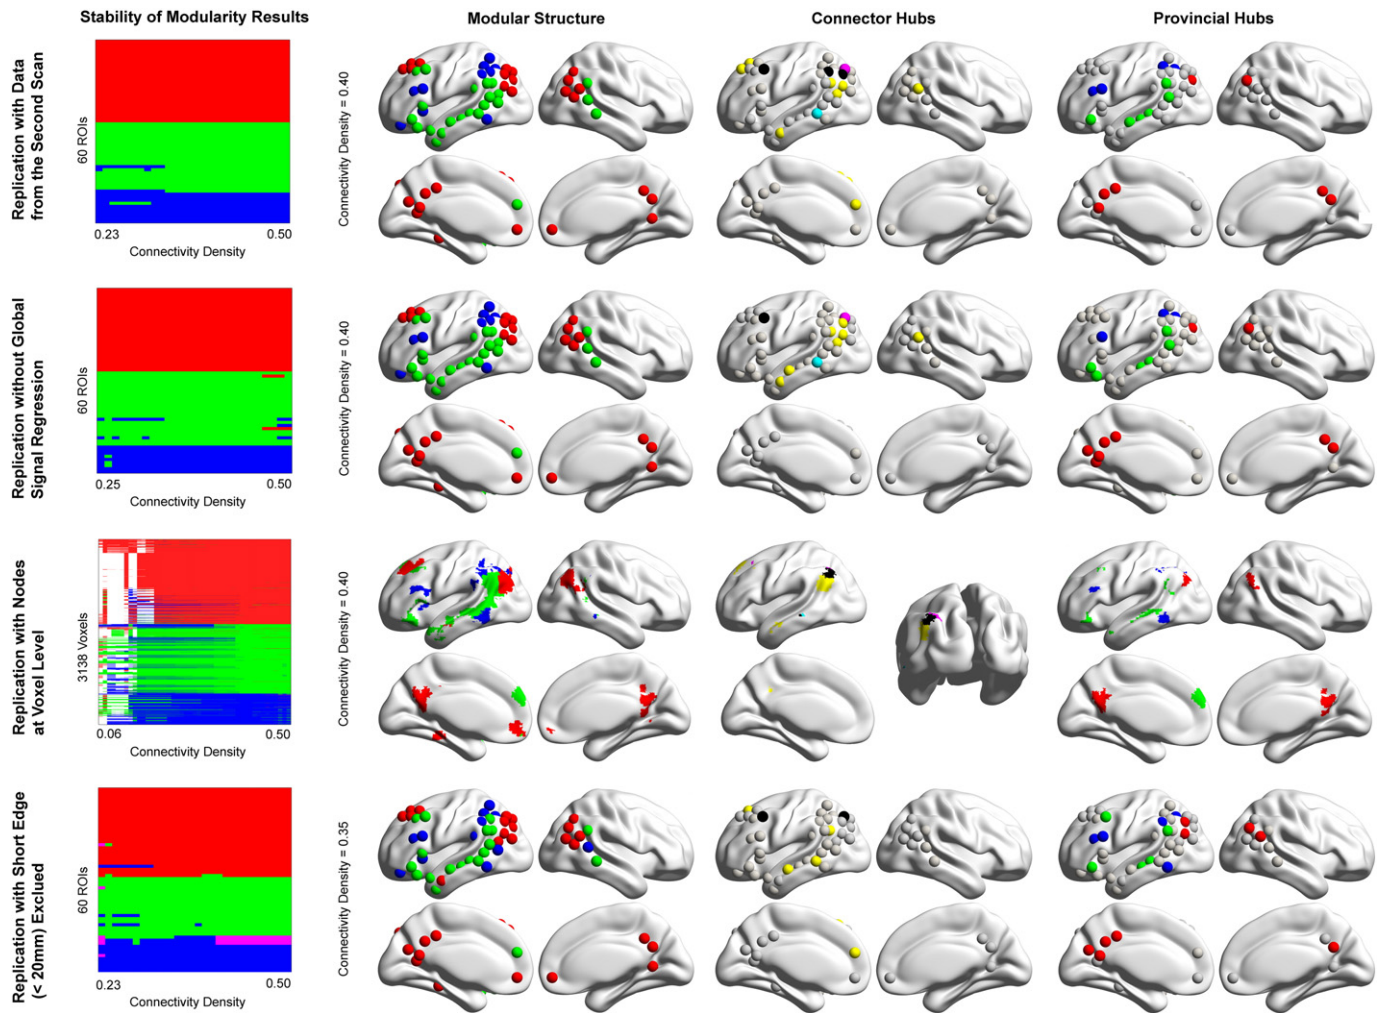 Stability of Modularity Results
Modular Structure
Connector Hubs
Provincial Hubs
Replication with Data
from the Second Scan
60 ROIs
0.23
0.50
Connectivity Density
Connectivity Density = 0.40
Replication without Global
Signal Regression
60 ROIs
0.25
0.50
Connectivity Density
Connectivity Density = 0.40
Replication with Nodes
at Voxel Level
3138 Voxels
0.06
0.50
Connectivity Density
Connectivity Density = 0.40
Replication with Short Edge
(< 20mm) Exclued
60 ROIs
0.23
0.50
Connectivity Density
Connectivity Density = 0.35